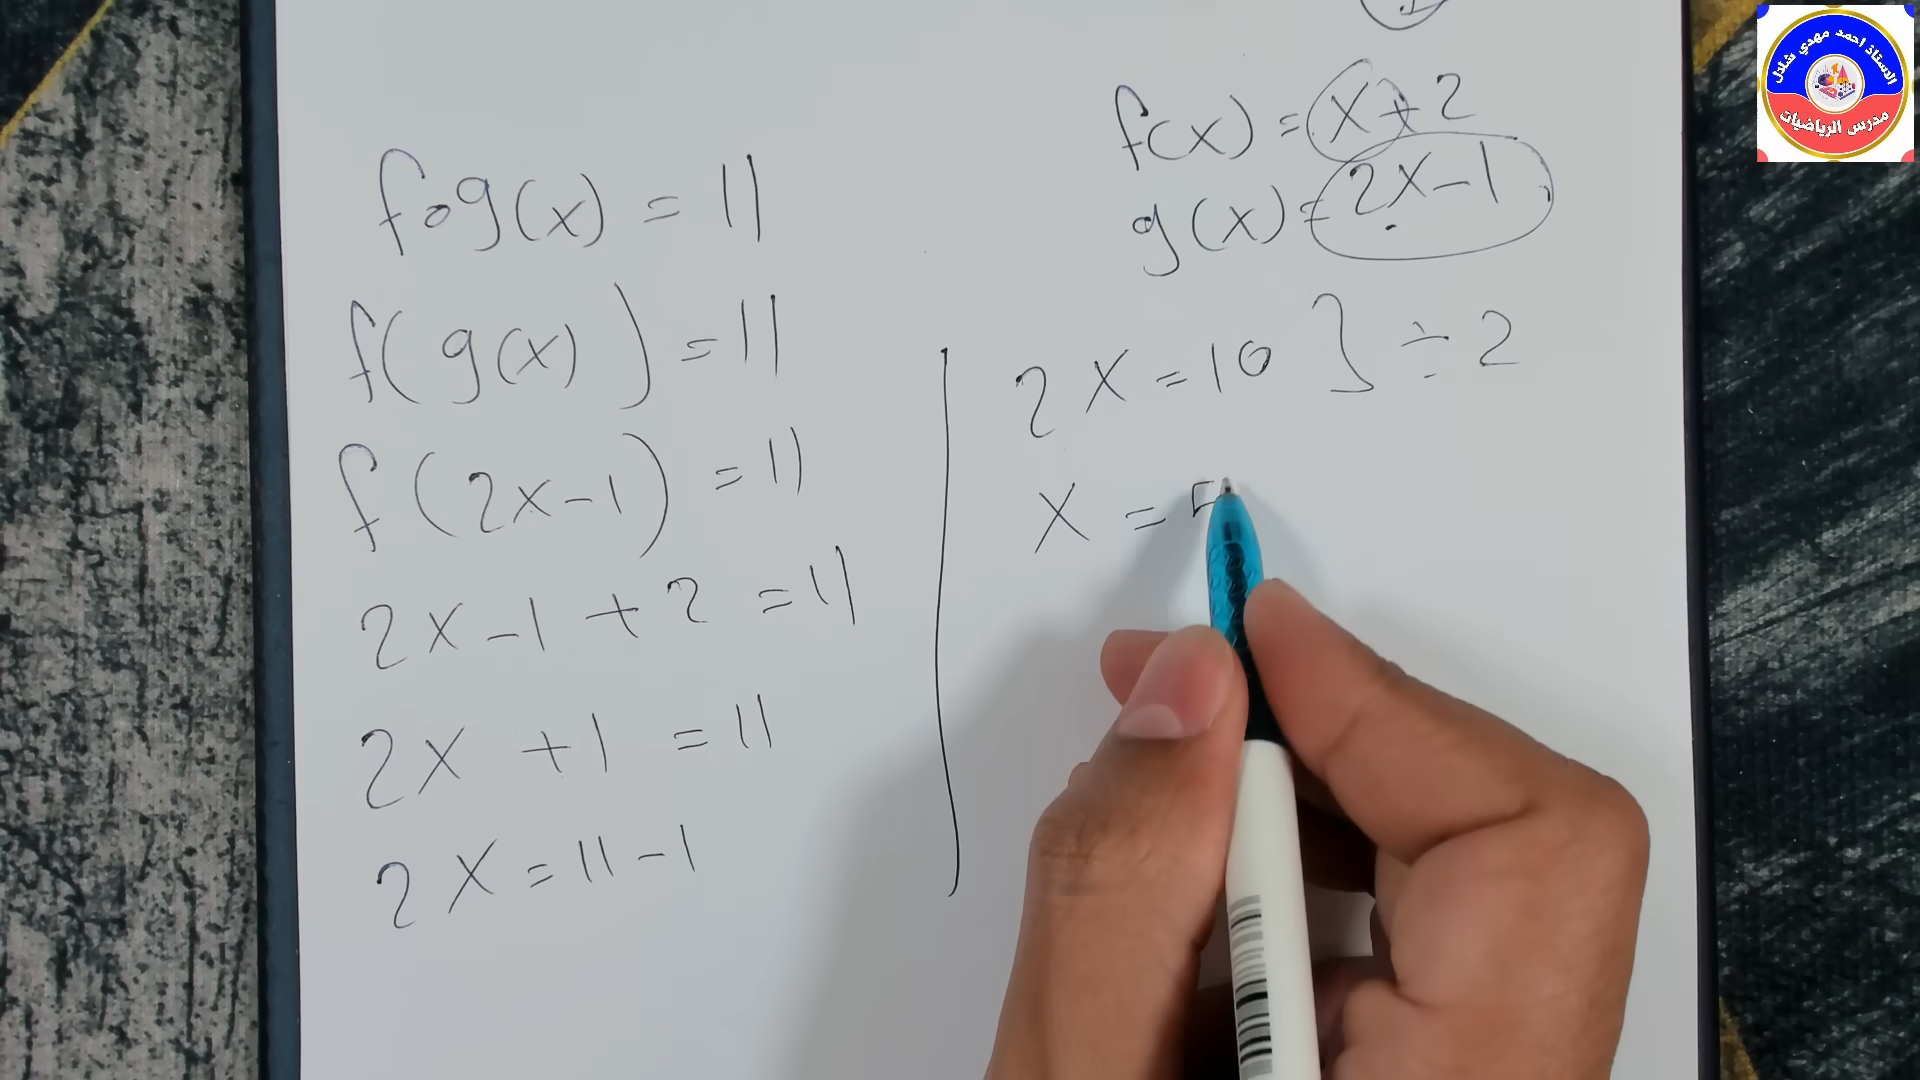 الاستاذ احمد مهدي شلال
مدرس الرياضيات
f(x) = x+2
g(x) = 2x-1
fog(x) = 11
f(g(x)) = 11
f(2x-1) = 11
2x-1+2 = 11
2x+1 = 11
2x = 11-1
2x = 10 } ÷ 2
x = 5